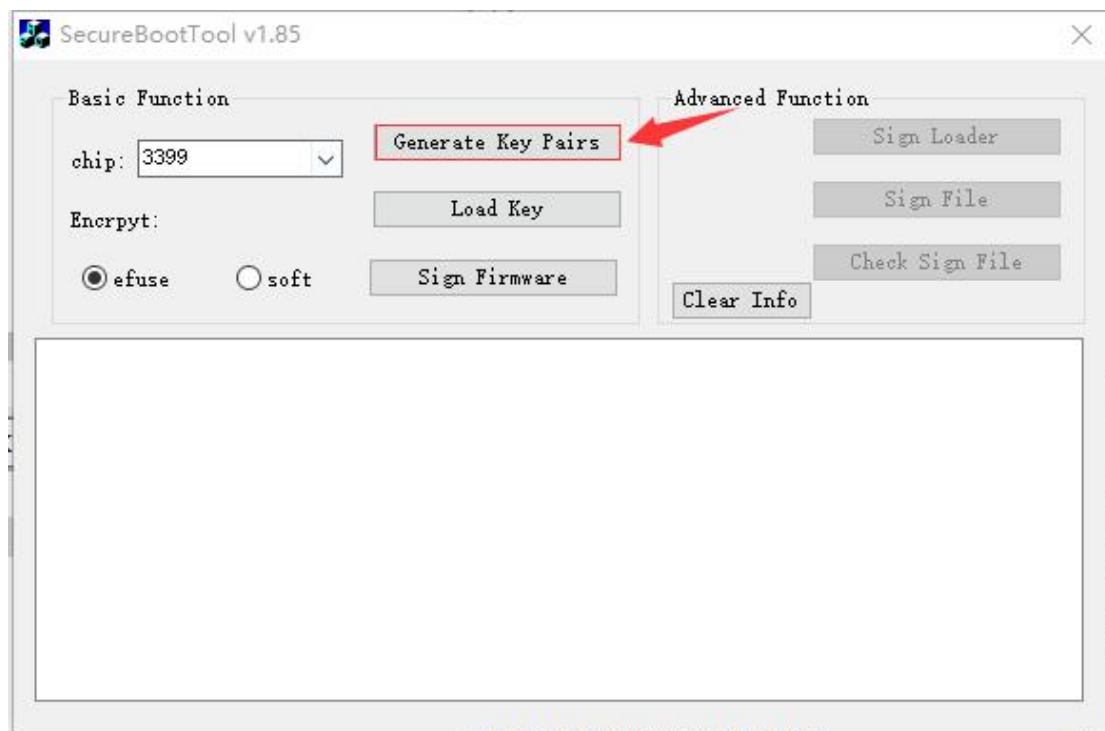 SecureBootTool v1.85
Basic Function
chip: 3399
Generate Key Pairs
Encrpyt:
Load Key
efuse
soft
Sign Firmware
Advanced Function
Sign Loader
Sign File
Check Sign File
Clear Info